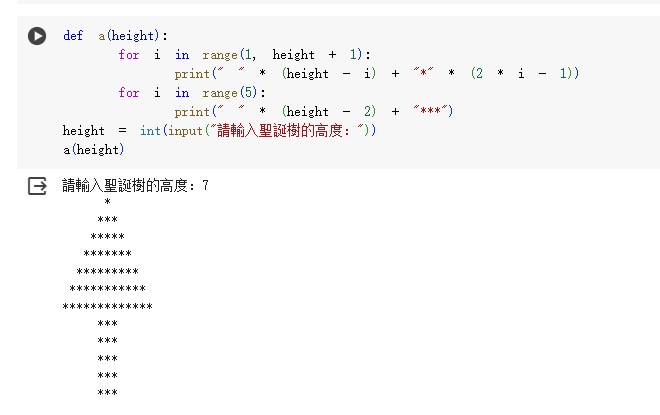 def a(height):
        for i in range(1, height + 1):
                print(" " * (height - i) + "*" * (2 * i - 1))
        for i in range(5):
                print(" " * (height - 2) + "***")
height = int(input("請輸入聖誕樹的高度："))
a(height)
請輸入聖誕樹的高度：7
      *
     ***
    *****
   *******
  *********
 ***********
*************
     ***
     ***
     ***
     ***
     ***